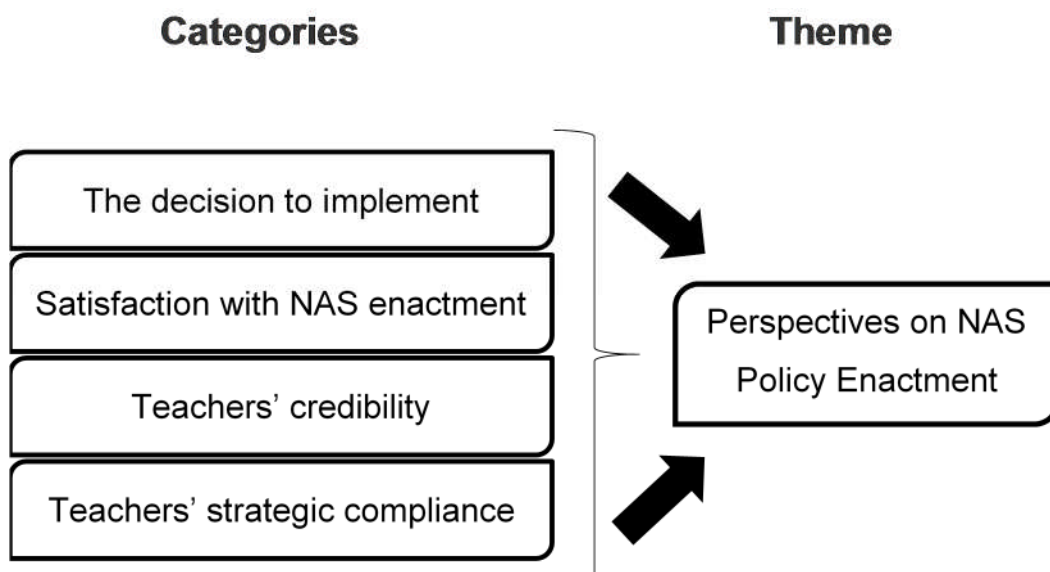 Categories
Theme
The decision to implement
Satisfaction with NAS enactment
Teachers’ credibility
Teachers’ strategic compliance
Perspectives on NAS
Policy Enactment